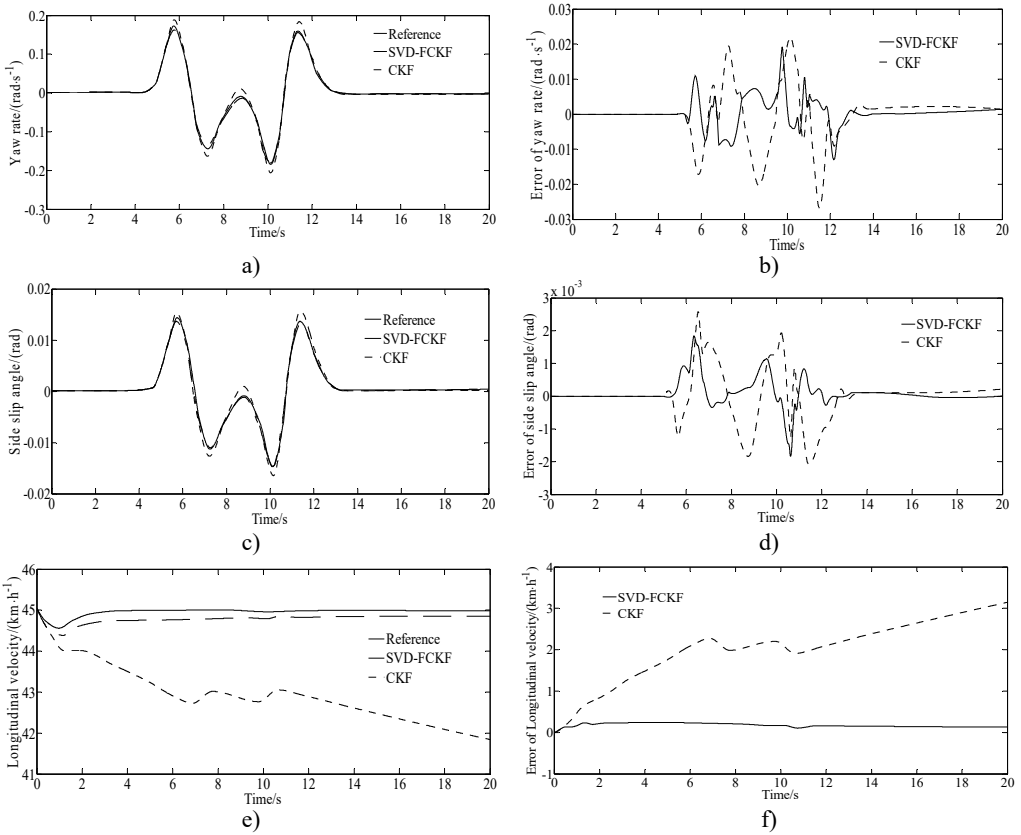 Yaw rate/(rad·s⁻¹)
0.2
0.1
0
-0.1
-0.2
-0.3
0 2 4 6 8 10 12 14 16 18 20
Time/s
Reference
SVD-FCKF
CKF
a)
Error of yaw rate/(rad·s⁻¹)
0.03
0.02
0.01
0
-0.01
-0.02
-0.03
0 2 4 6 8 10 12 14 16 18 20
Time/s
SVD-FCKF
CKF
b)
Side slip angle/(rad)
0.02
0.01
0
-0.01
-0.02
0 2 4 6 8 10 12 14 16 18 20
Time/s
Reference
SVD-FCKF
CKF
c)
Error of side slip angle/(rad)
x 10⁻³
3
2
1
0
-1
-2
-3
0 2 4 6 8 10 12 14 16 18 20
Time/s
SVD-FCKF
CKF
d)
Longitudinal velocity/(km·h⁻¹)
46
45
44
43
42
41
0 2 4 6 8 10 12 14 16 18 20
Time/s
Reference
SVD-FCKF
CKF
e)
Error of Longitudinal velocity/(km·h⁻¹)
4
3
2
1
0
-1
0 2 4 6 8 10 12 14 16 18 20
Time/s
SVD-FCKF
CKF
f)